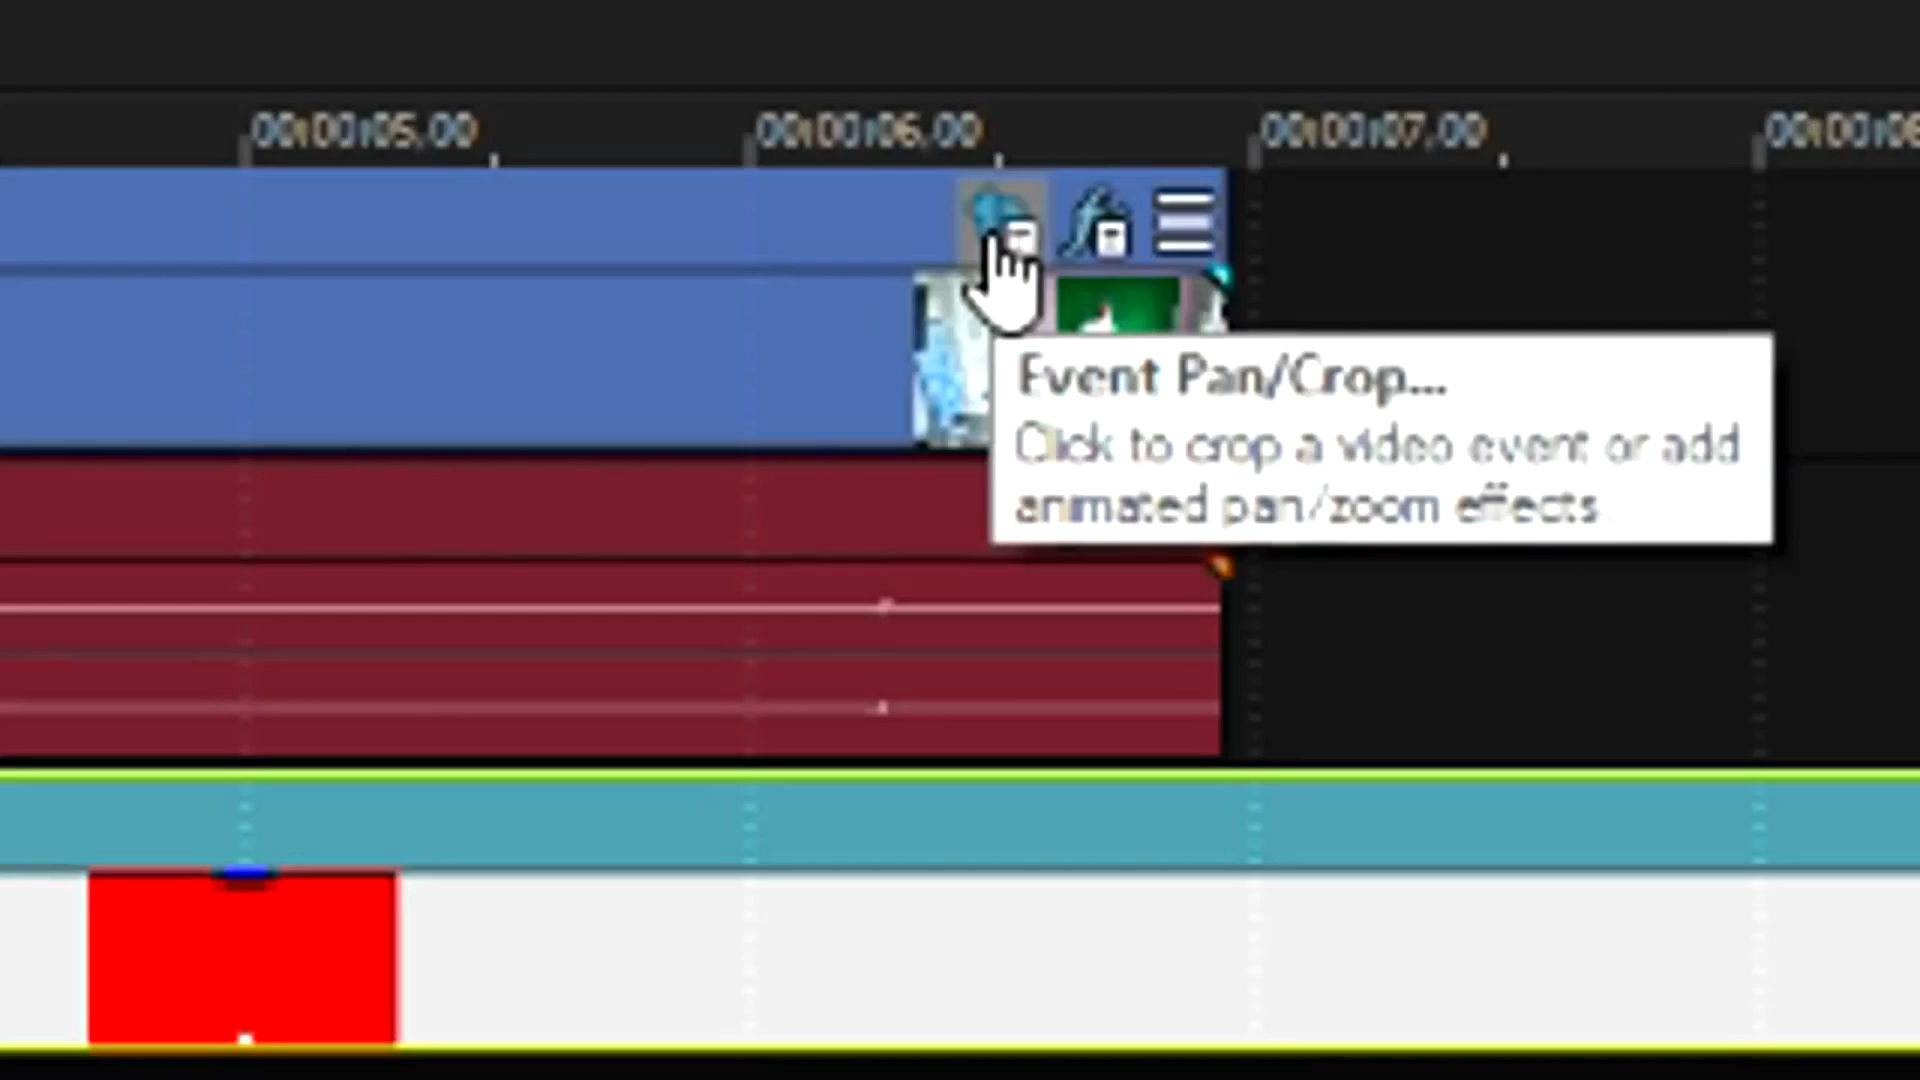 00:00:05,00 00:00:06,00 00:00:07,00 00:00:08
Event Pan/Crop...
Click to crop a video event or add
animated pan/zoom effects